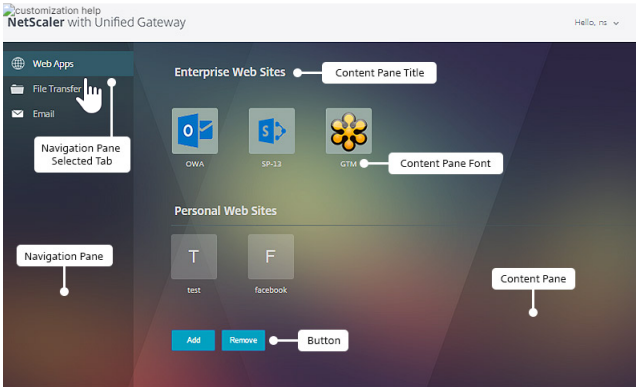 customization help
NetScaler with Unified Gateway
Hello, ns
Web Apps
File Transfer
Email
Navigation Pane
Selected Tab
Navigation Pane
Enterprise Web Sites
Content Pane Title
O
S
OWA
SP-13
GTM
Content Pane Font
Personal Web Sites
T
F
test
facebook
Content Pane
Add
Remove
Button